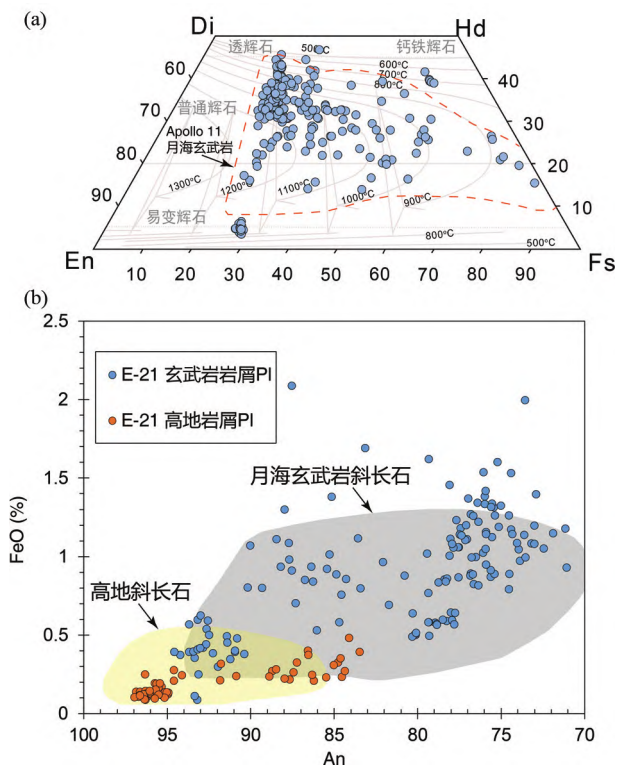 (a)
Di
Hd
透辉石
500℃
钙铁辉石
600℃
700℃
800℃
60
40
普通辉石
70
30
Apollo 11
月海玄武岩
80
20
1300℃
1200℃
1100℃
1000℃
900℃
90
10
易变辉石
800℃
500℃
En
Fs
10 20 30 40 50 60 70 80 90
(b)
2.5
E-21 玄武岩岩屑Pl
2
E-21 高地岩屑Pl
月海玄武岩斜长石
1.5
FeO (%)
1
高地斜长石
0.5
0
100 95 90 85 80 75 70
An